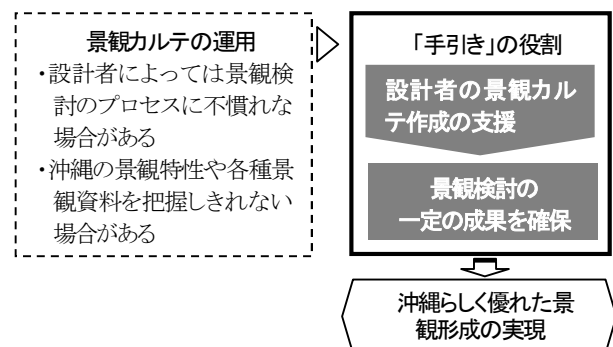 景観カルテの運用
・設計者によっては景観検
討のプロセスに不慣れな
場合がある
・沖縄の景観特性や各種景
観資料を把握しきれない
場合がある
「手引き」の役割
設計者の景観カル
テ作成の支援
景観検討の
一定の成果を確保
沖縄らしく優れた景
観形成の実現